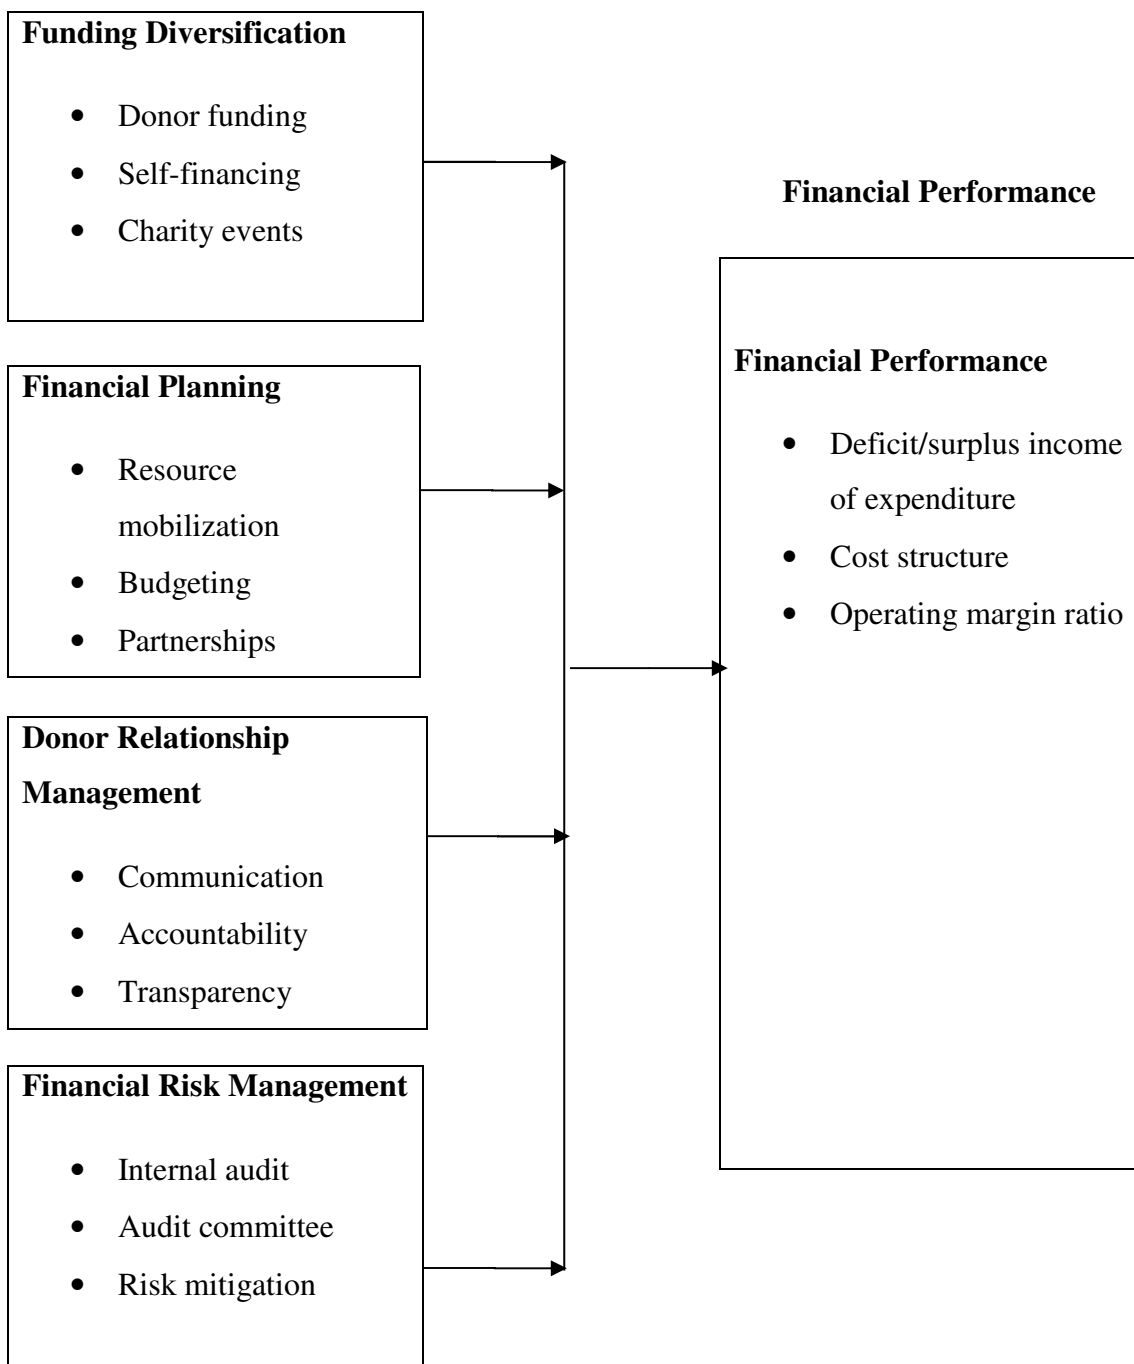 Funding Diversification
• Donor funding
• Self-financing
• Charity events
Financial Planning
• Resource
mobilization
• Budgeting
• Partnerships
Donor Relationship
Management
• Communication
• Accountability
• Transparency
Financial Risk Management
• Internal audit
• Audit committee
• Risk mitigation
Financial Performance
Financial Performance
• Deficit/surplus income
of expenditure
• Cost structure
• Operating margin ratio